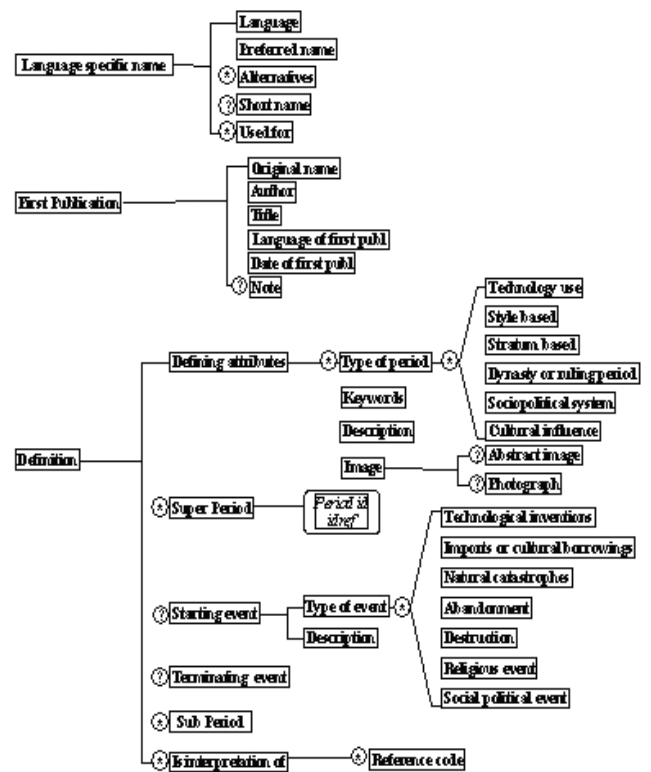 Language
Preferred name
Language specific name
* Alternatives
? Short name
* Used for
Original name
Author
First Publication
Title
Language of first publ.
Date of first publ.
? Note
Technology use
Style based
Stratum based
Defining attributes
* Type of period
*
Dynasty or ruling period
Keywords
Sociopolitical system
Description
Cultural influence
Definition
Image
? Abstract image
? Photograph
* Super Period
Period id
idref
Technological inventions
Imports or cultural borrowings
Natural catastrophes
? Starting event
Type of event
*
Abandonment
Description
Destruction
Religious event
? Terminating event
Social political event
* Sub Period
* Is interpretation of
* Reference code